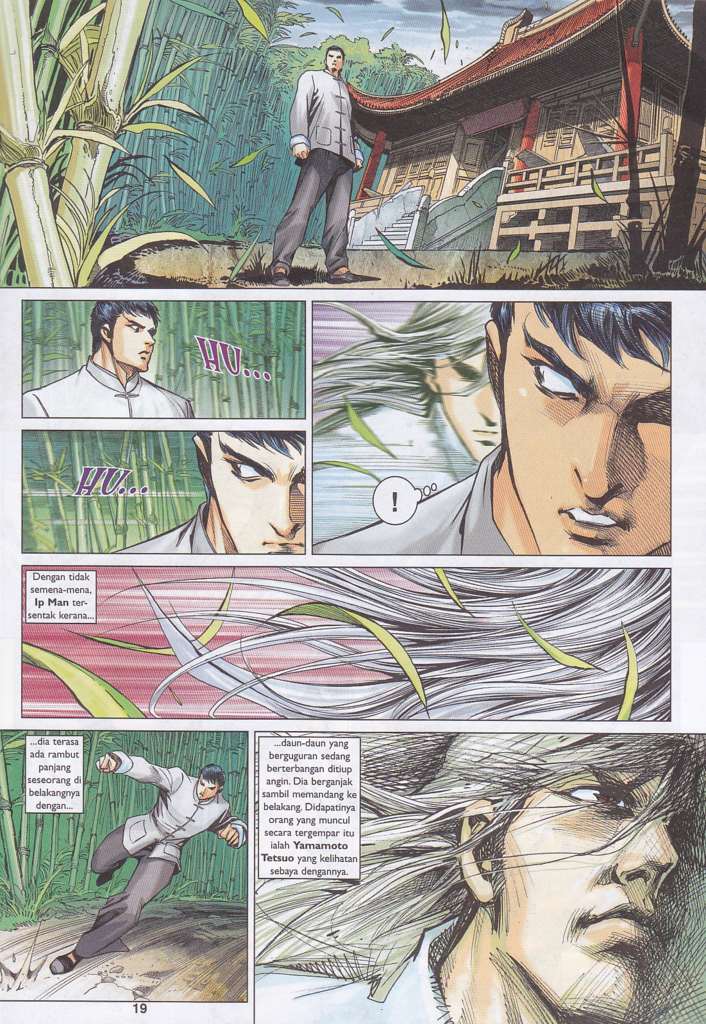 HU...
HU...
!
Dengan tidak
semena-mena,
Ip Man ter-
sentak kerana...
...dia terasa
ada rambut
panjang
seseorang di
belakangnya
dengan...
...daun-daun yang
berguguran sedang
berterbangan ditiup
angin. Dia berganjak
sambil memandang ke
belakang. Didapatinya
orang yang muncul
secara tergempar itu
ialah Yamamoto
Tetsuo yang kelihatan
sebaya dengannya.
19